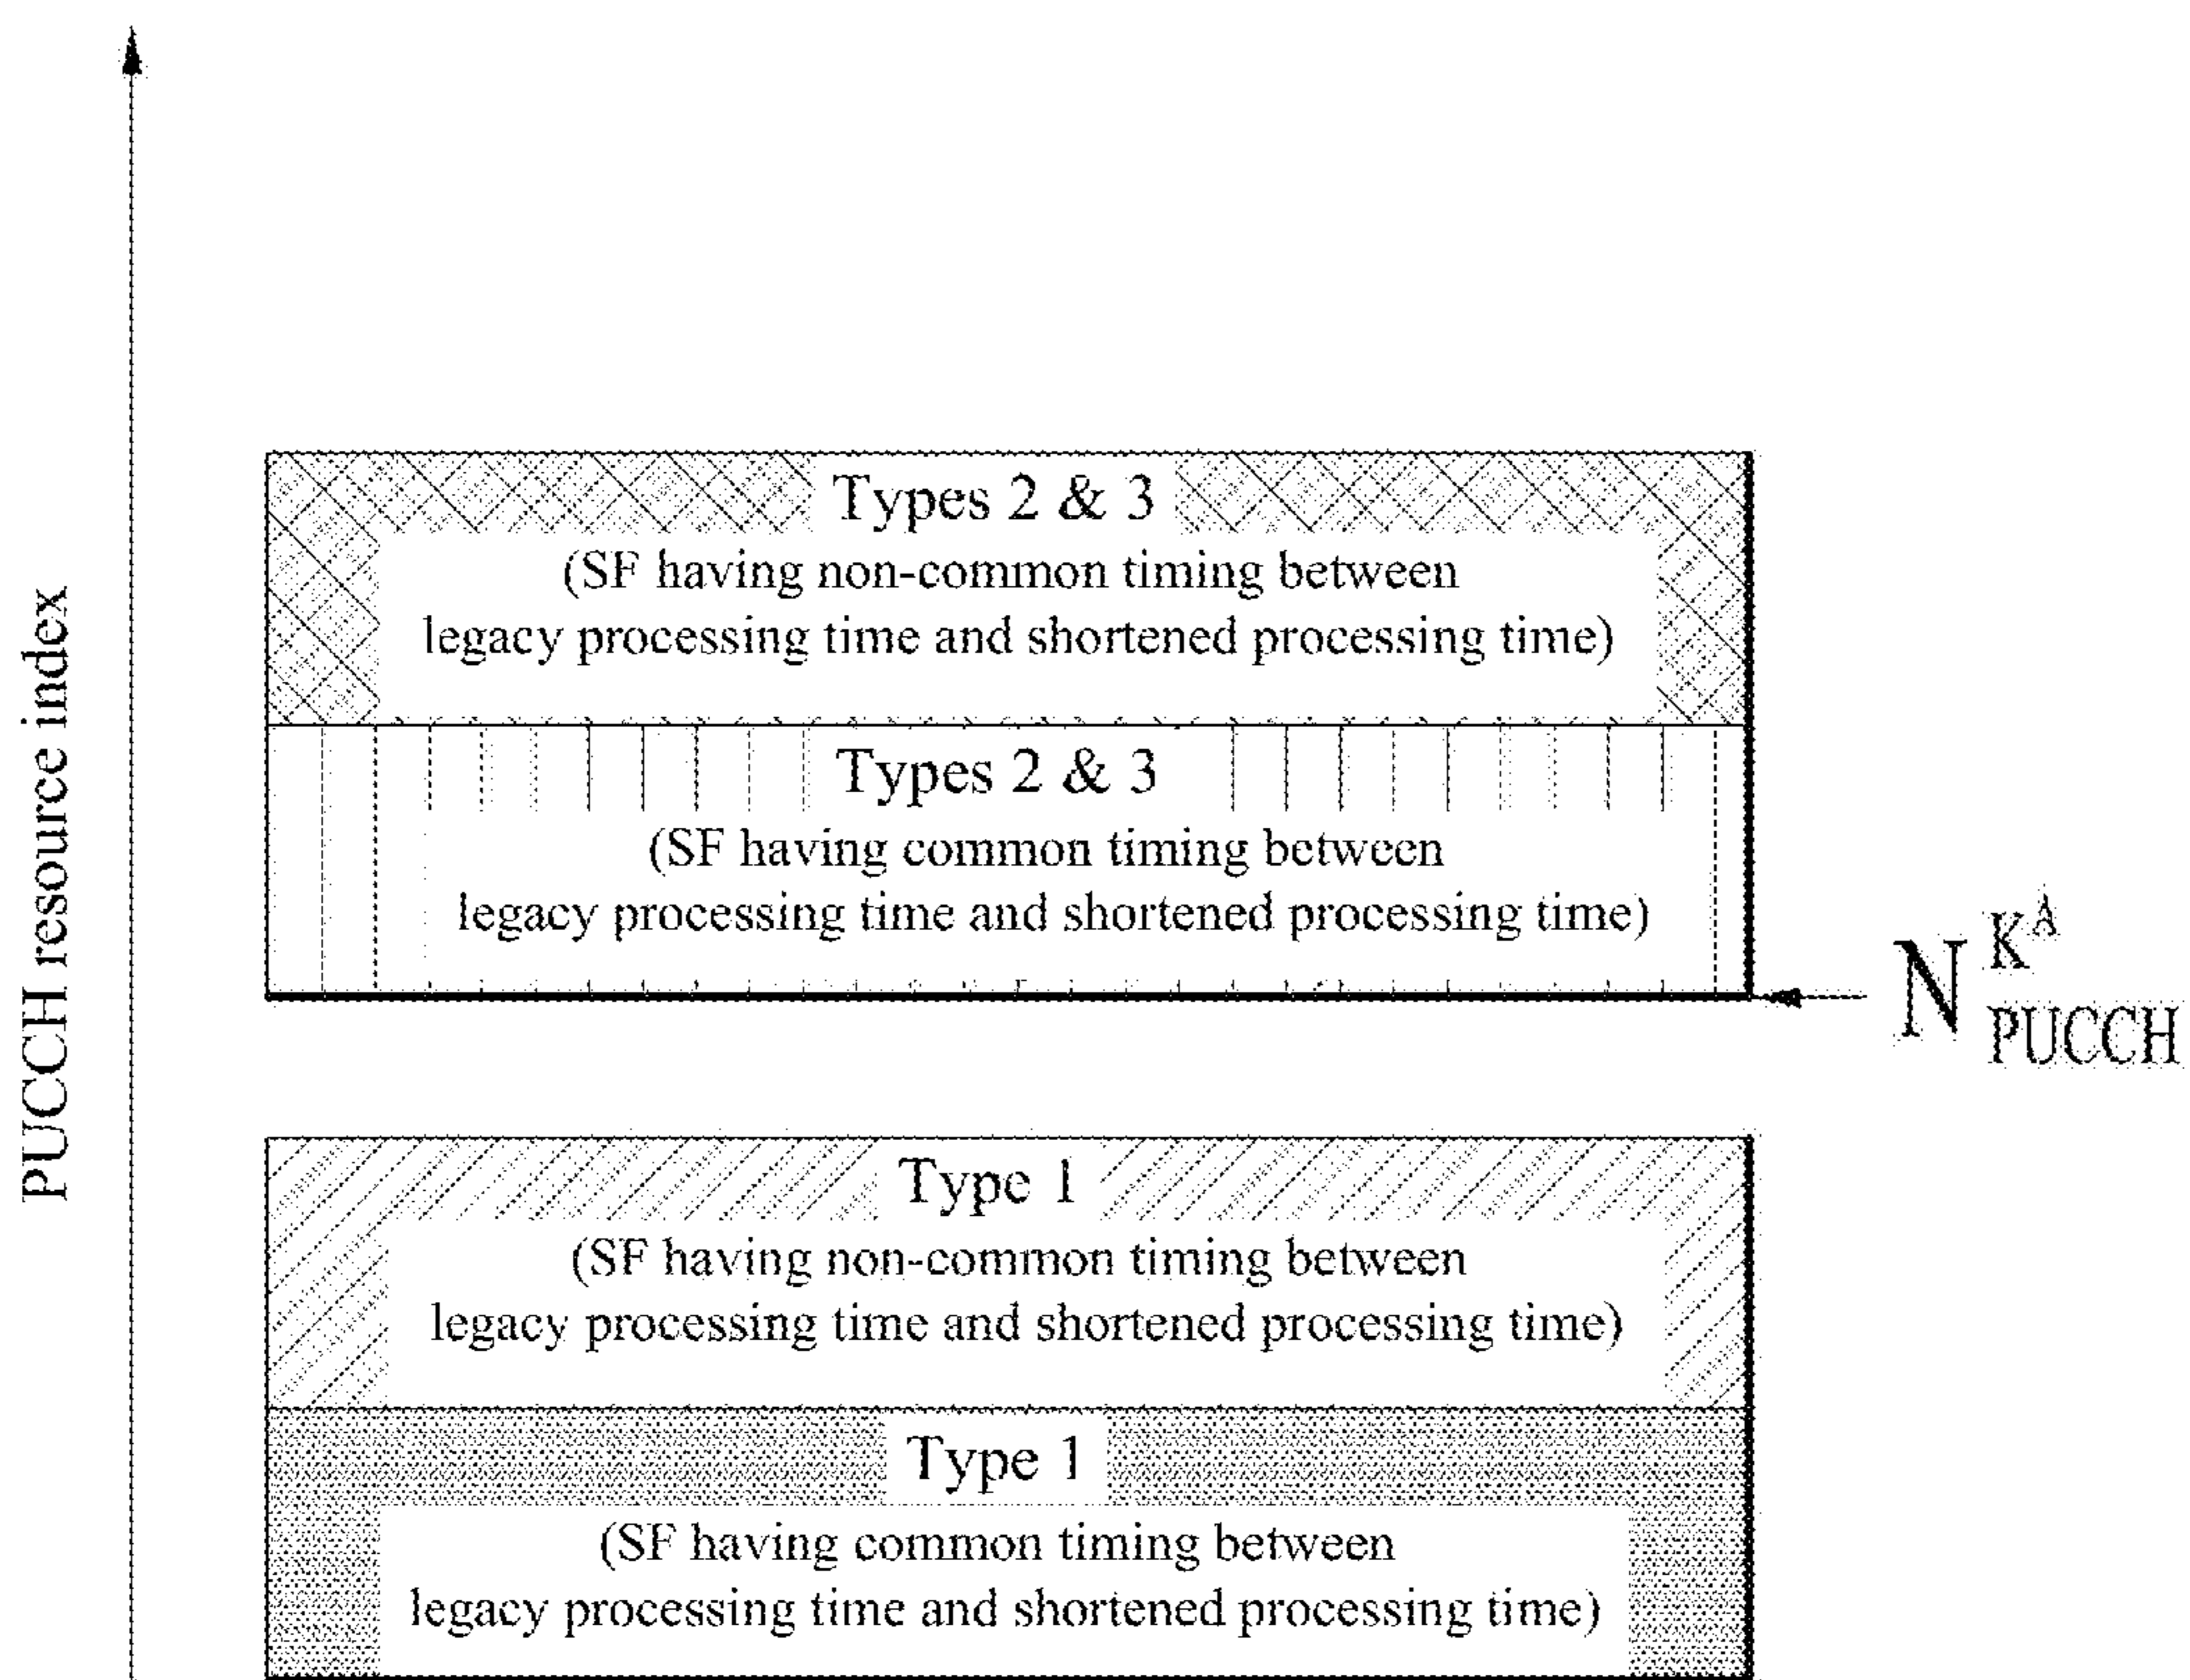 PUCCH resource index
Types 2 & 3
(SF having non-common timing between
legacy processing time and shortened processing time)
Types 2 & 3
(SF having common timing between
legacy processing time and shortened processing time)
N K^A PUCCH
Type 1
(SF having non-common timing between
legacy processing time and shortened processing time)
Type 1
(SF having common timing between
legacy processing time and shortened processing time)